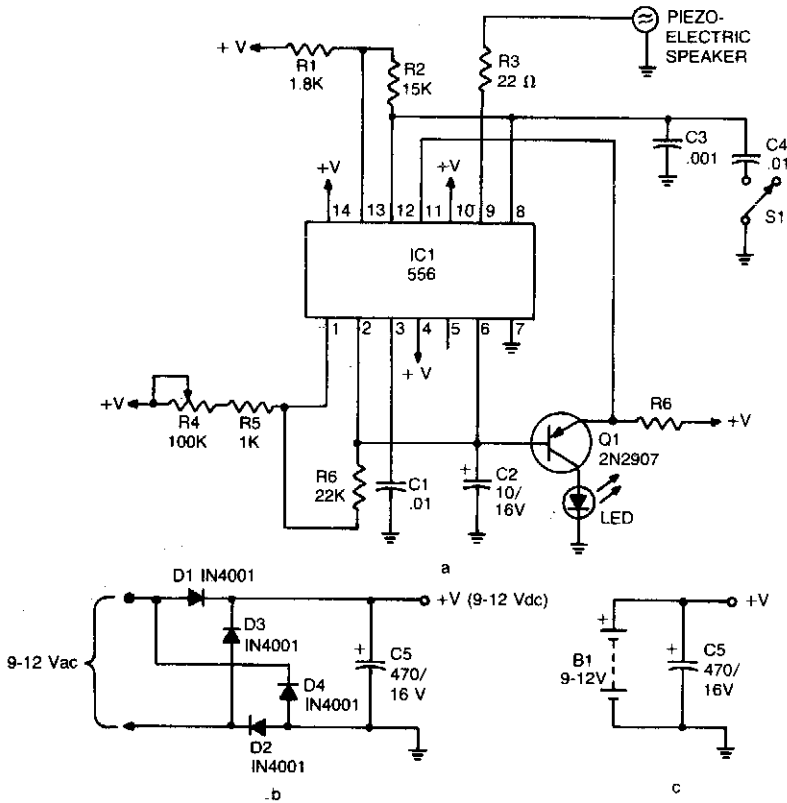 PIEZO-
ELECTRIC
SPEAKER
+ V
R1
1.8K
R2
15K
R3
22 Ω
C3
.001
C4
.01
S1
+V
+V
14
13
12
11
10
9
8
IC1
556
1
2
3
4
5
6
7
+ V
+V
R4
100K
R5
1K
R6
22K
C1
.01
+
C2
10/
16V
Q1
2N2907
R6
+V
LED
a
D1 IN4001
+V (9-12 Vdc)
D3
IN4001
9-12 Vac
D4
IN4001
D2
IN4001
+
C5
470/
16 V
b
+
B1
9-12V
+V
+
C5
470/
16V
c